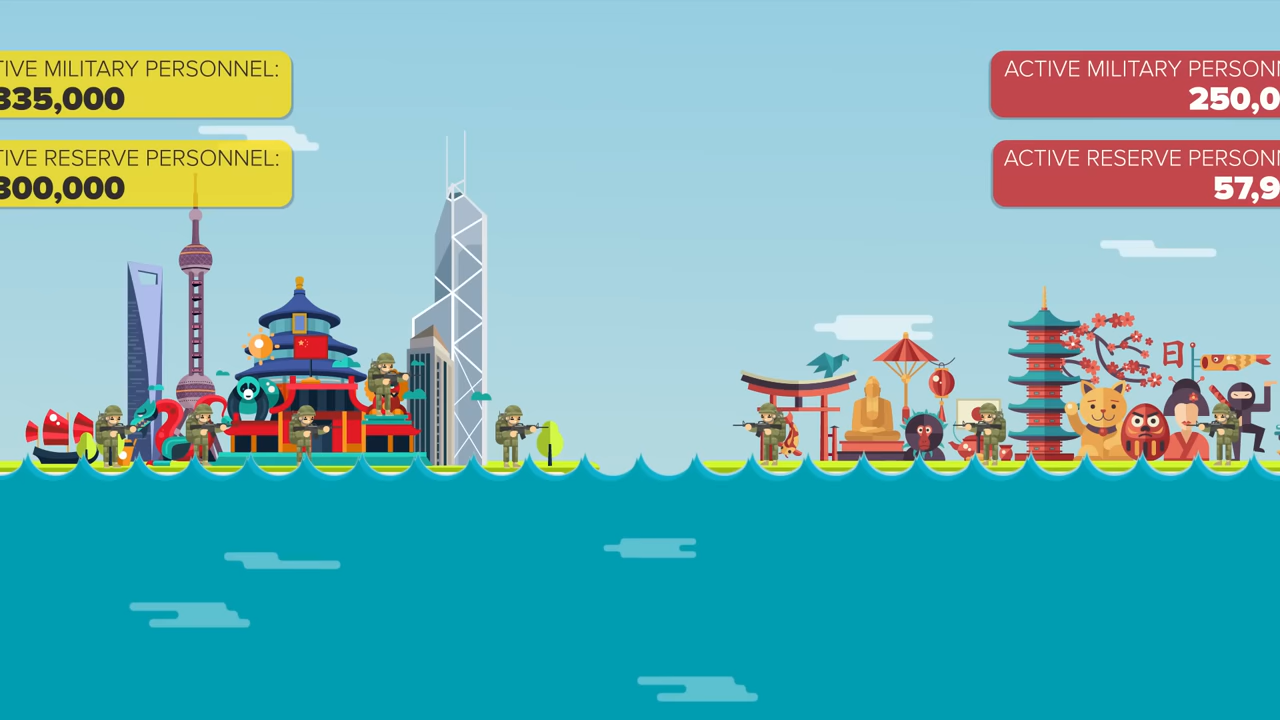 TIVE MILITARY PERSONNEL:
335,000
TIVE RESERVE PERSONNEL:
300,000
ACTIVE MILITARY PERSONN
250,0
ACTIVE RESERVE PERSONN
57,9
日